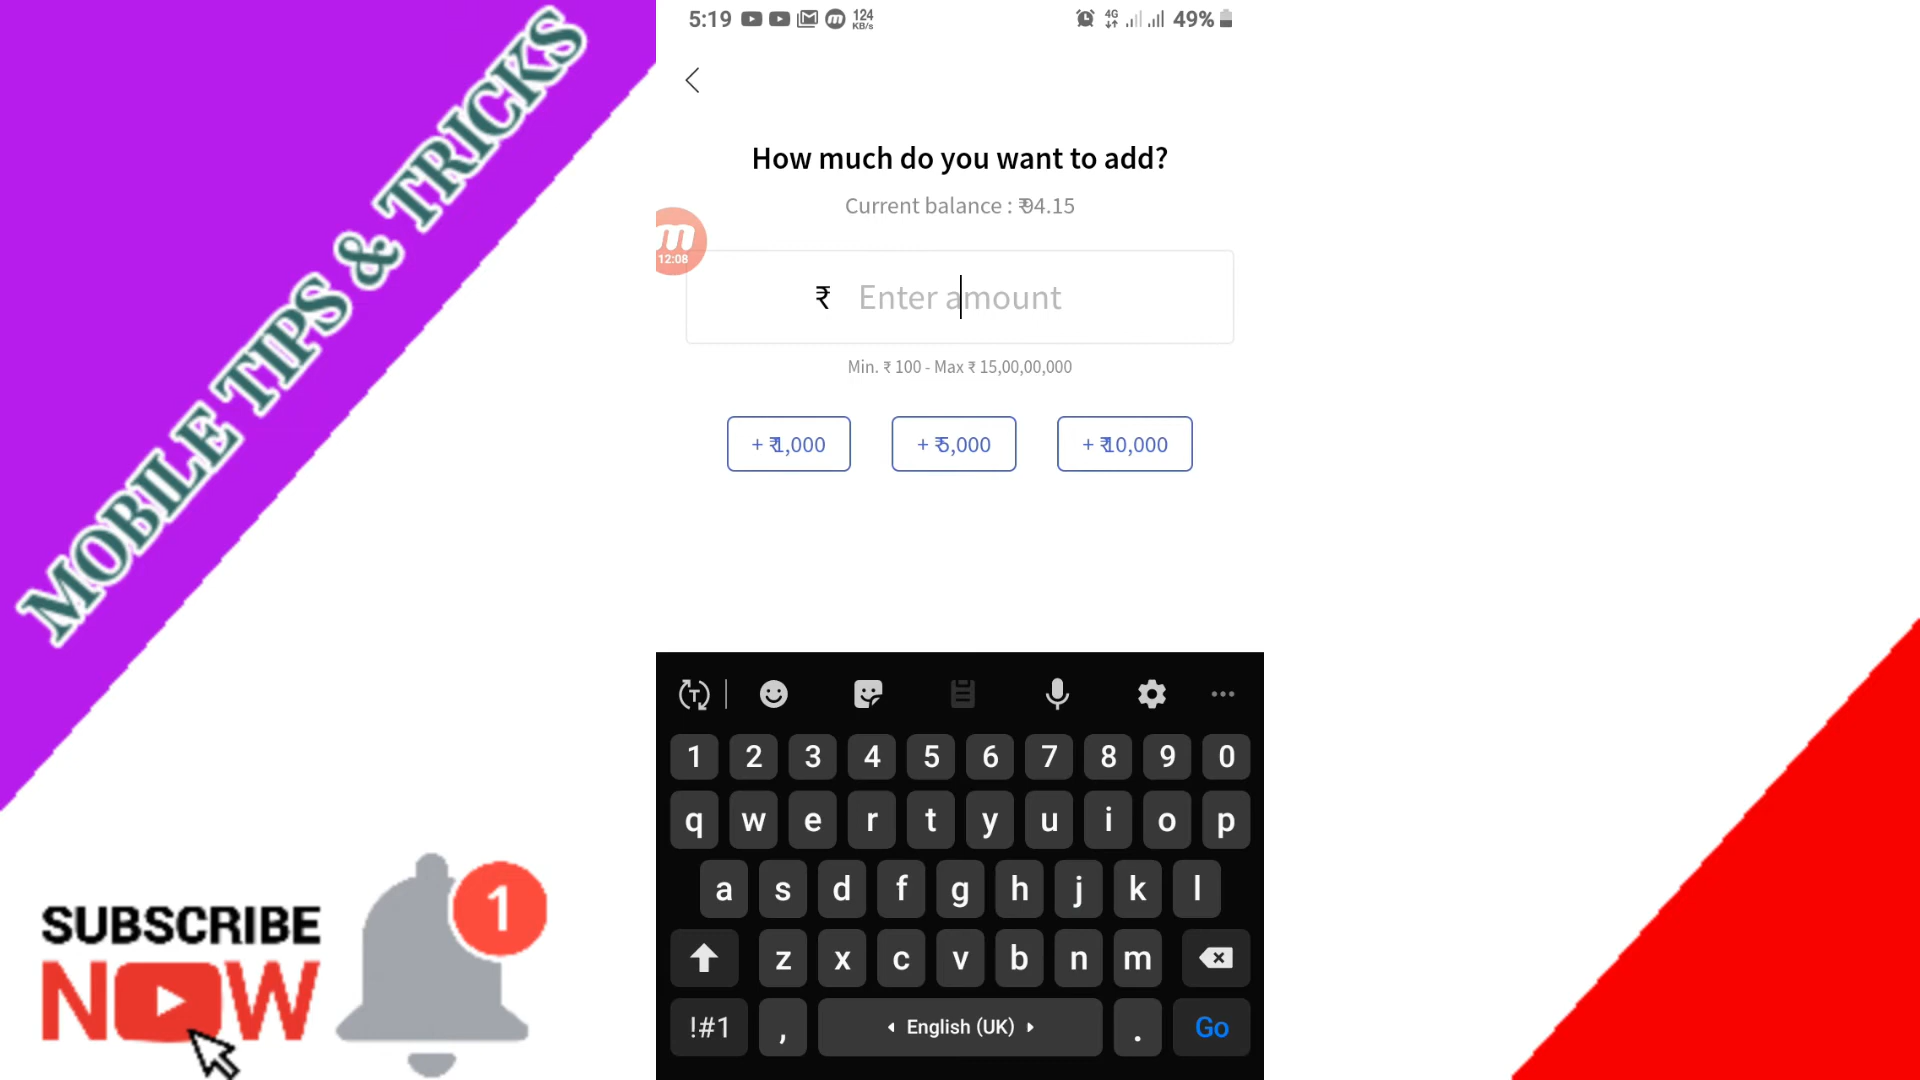 MOBILE TIPS & TRICKS
5:19 124 KB/s 4G 49%
How much do you want to add?
Current balance : ₹94.15
m
12:08
₹ Enter amount
Min. ₹ 100 - Max ₹ 15,00,00,000
+ ₹1,000 + ₹5,000 + ₹10,000
T
1 2 3 4 5 6 7 8 9 0
q w e r t y u i o p
a s d f g h j k l
z x c v b n m
!#1 , English (UK) . Go
SUBSCRIBE
NOW
1